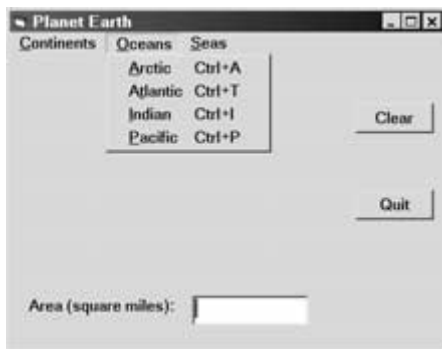 Planet Earth
Continents Oceans Seas
Arctic Ctrl+A
Atlantic Ctrl+T
Indian Ctrl+I
Pacific Ctrl+P
Clear
Quit
Area (square miles):